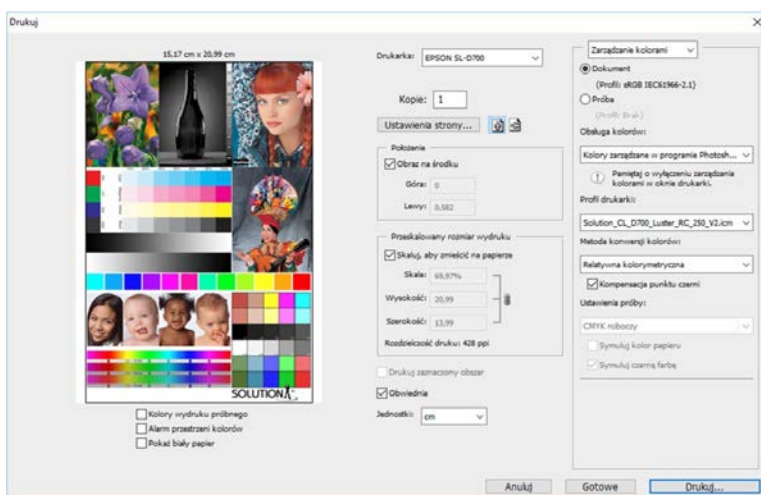 Drukuj
15,17 cm x 20,99 cm
SOLUTION
Kolory wydruku próbnego
Alarm przestrzeni kolorów
Pokaż biały papier
Drukarka: EPSON SL-D700
Kopie: 1
Ustawienia strony...
Położenie
Obraz na środku
Góra: 0
Lewy: 0,582
Przeskalowany rozmiar wydruku
Skaluj, aby zmieścić na papierze
Skala: 69,97%
Wysokość: 20,99
Szerokość: 13,99
Rozdzielczość druku: 428 ppi
Drukuj zaznaczony obszar
Obwiednia
Jednostki: cm
Zarządzanie kolorami
Dokument
(Profil: sRGB IEC61966-2.1)
Próba
(Profil: Brak)
Obsługa kolorów:
Kolory zarządzane w programie Photosh...
Pamiętaj o wyłączeniu zarządzania
kolorami w oknie drukarki.
Profil drukarki:
Solution_CL_D700_Luster_RC_250_V2.icm
Metoda konwersji kolorów:
Relatywna kolorymetryczna
Kompensacja punktu czerni
Ustawienia próby:
CMYK roboczy
Symuluj kolor papieru
Symuluj czarną farbę
Anuluj
Gotowe
Drukuj...